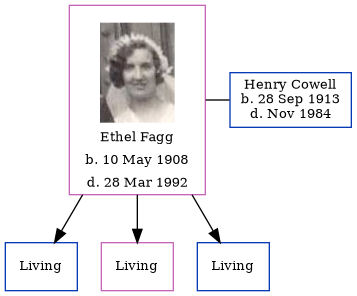 Ethel Fagg
b. 10 May 1908
d. 28 Mar 1992
Henry Cowell
b. 28 Sep 1913
d. Nov 1984
Living
Living
Living